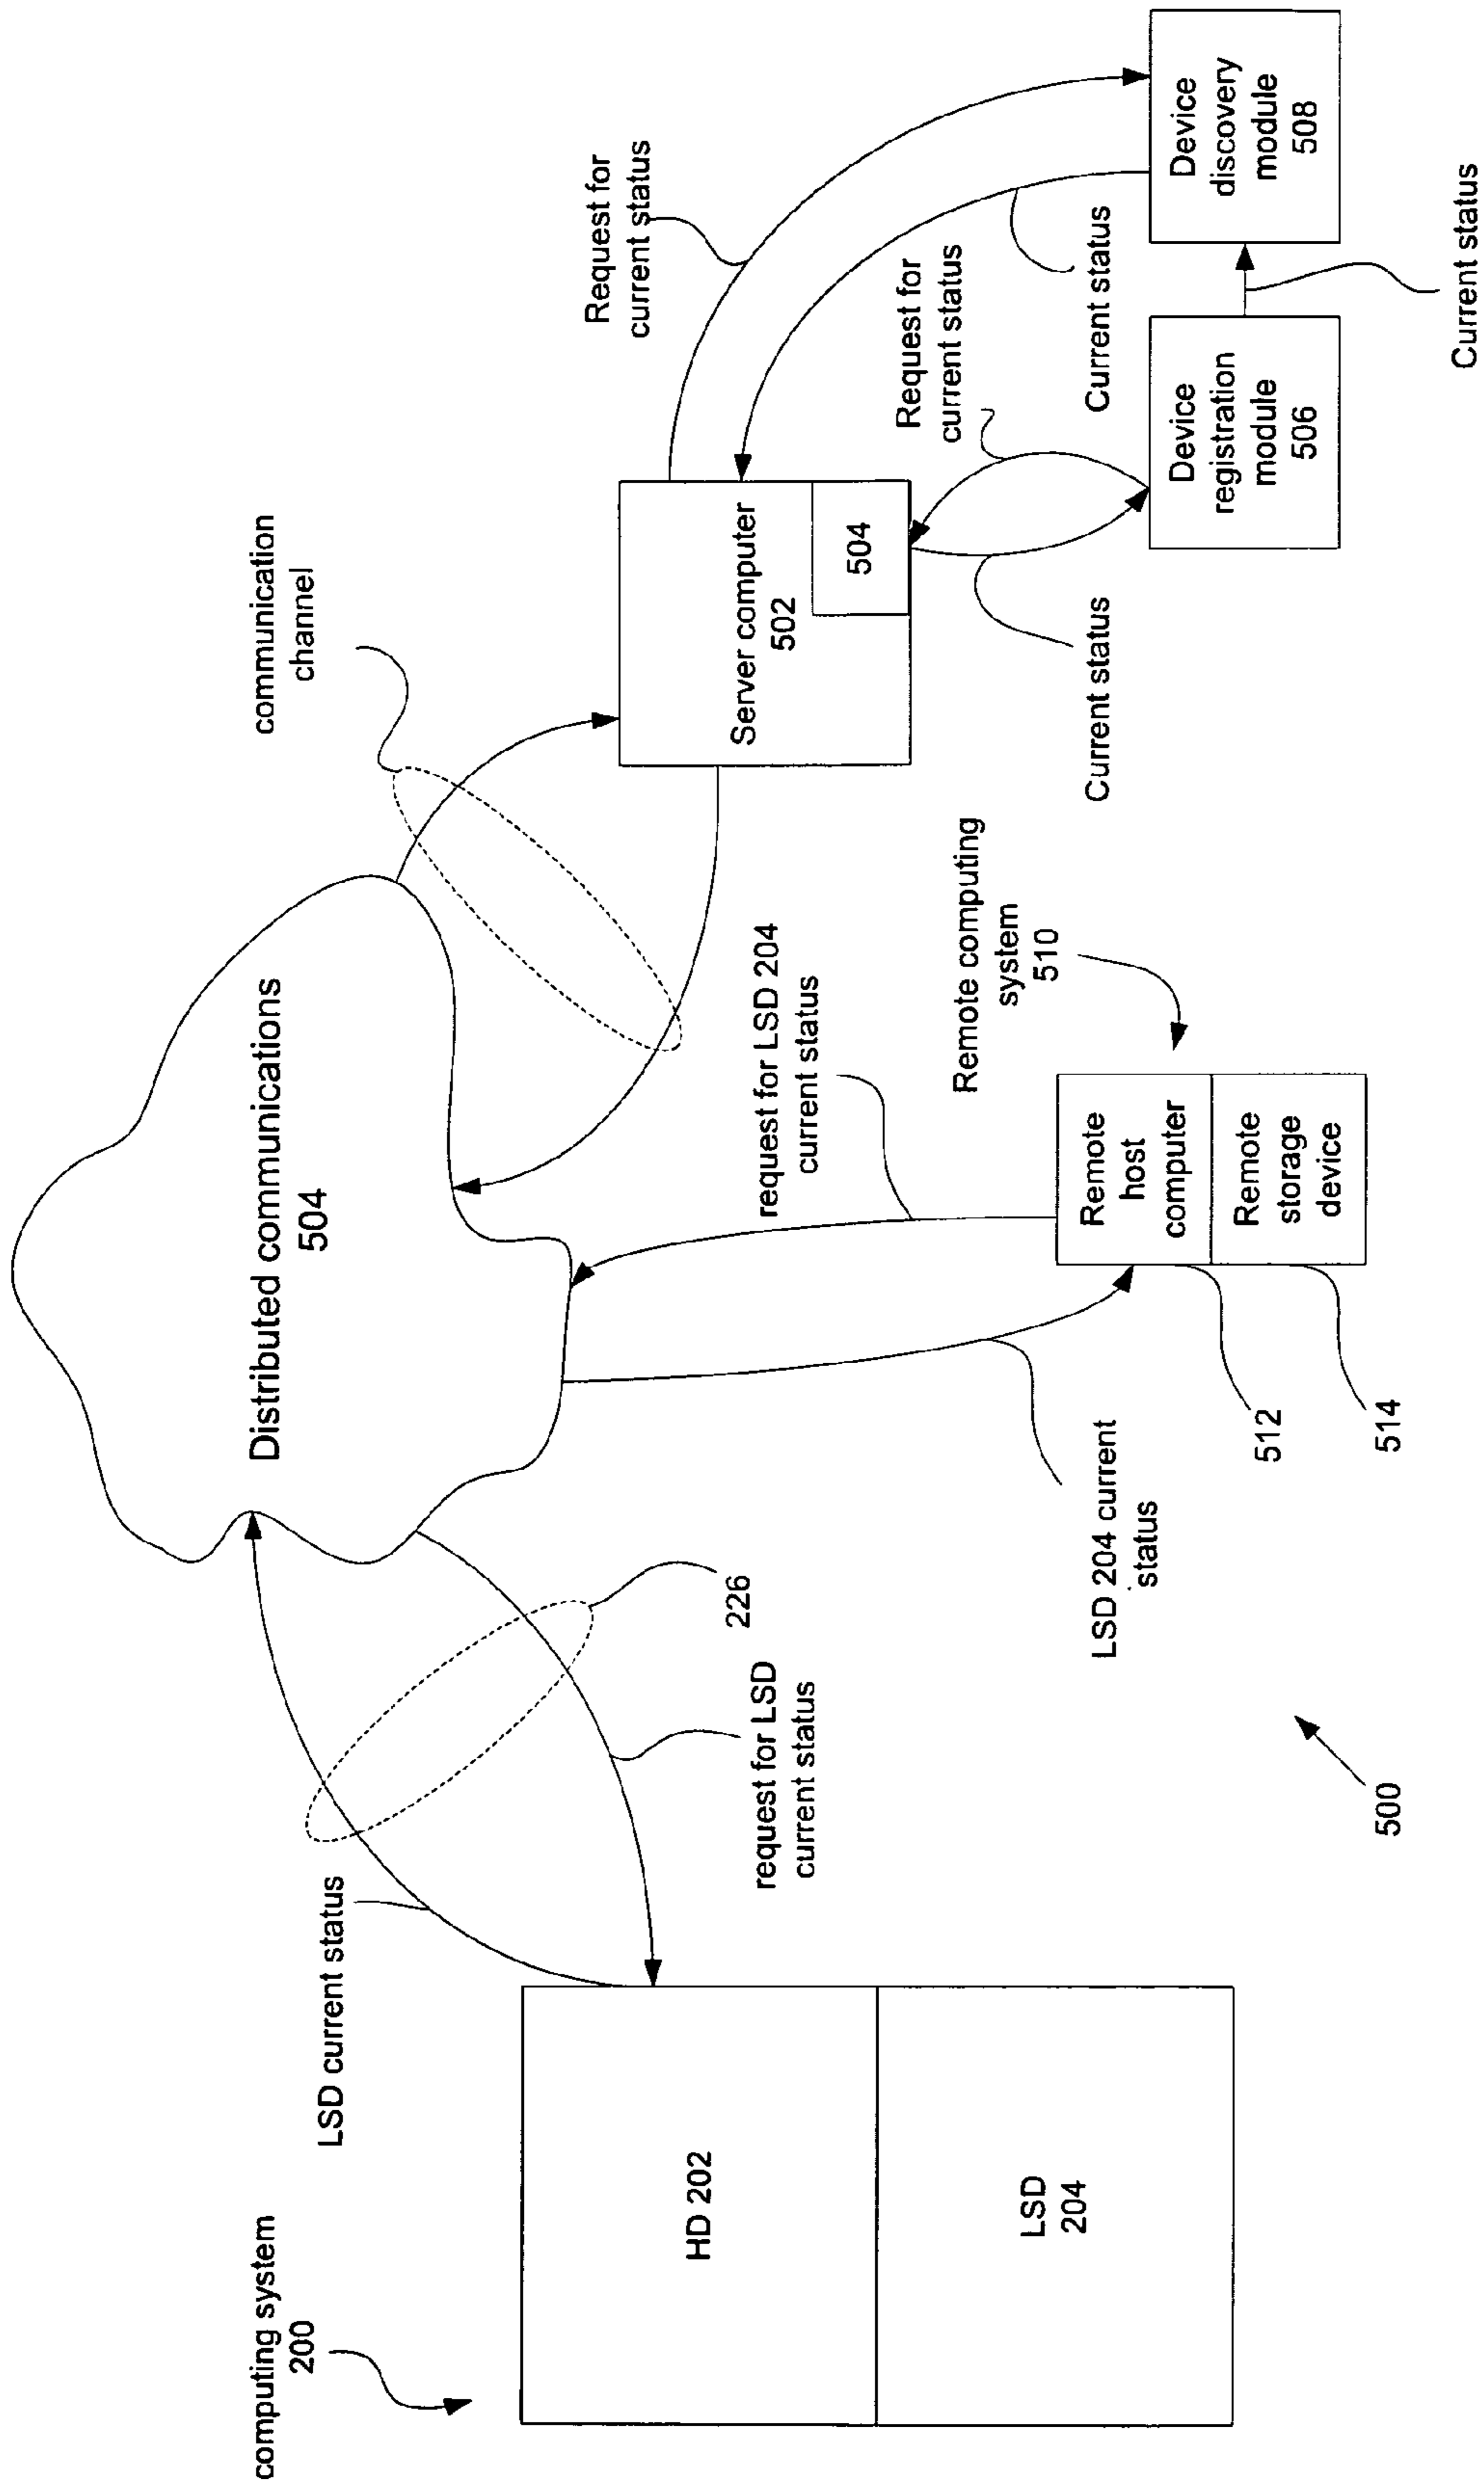 computing system
200
HD 202
LSD
204
LSD current status
226
request for LSD
current status
Distributed communications
504
communication
channel
Server computer
502
504
Request for
current status
Request for
current status
Current status
Current status
Device
discovery
module
508
Device
registration
module
506
Current status
Remote computing
system
510
request for LSD 204
current status
Remote
host
computer
Remote
storage
device
LSD 204 current
status
512
514
500